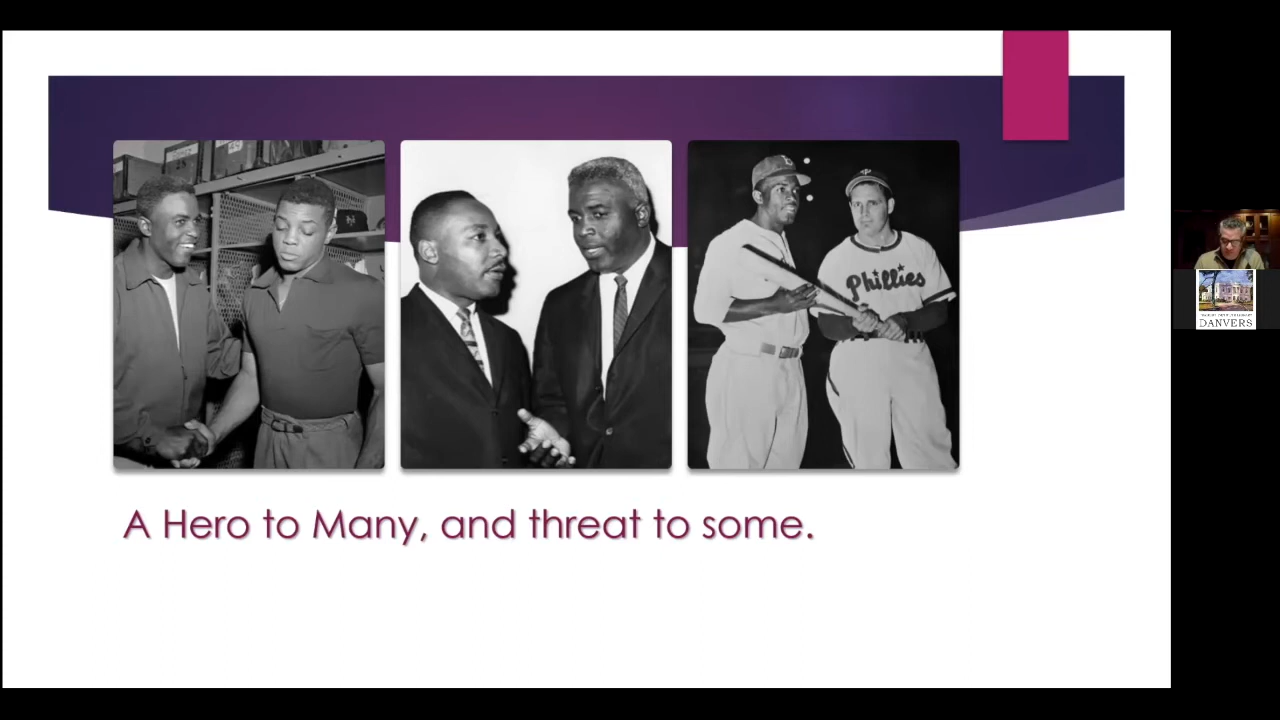 Phillies
A Hero to Many, and threat to some.
DANVERS